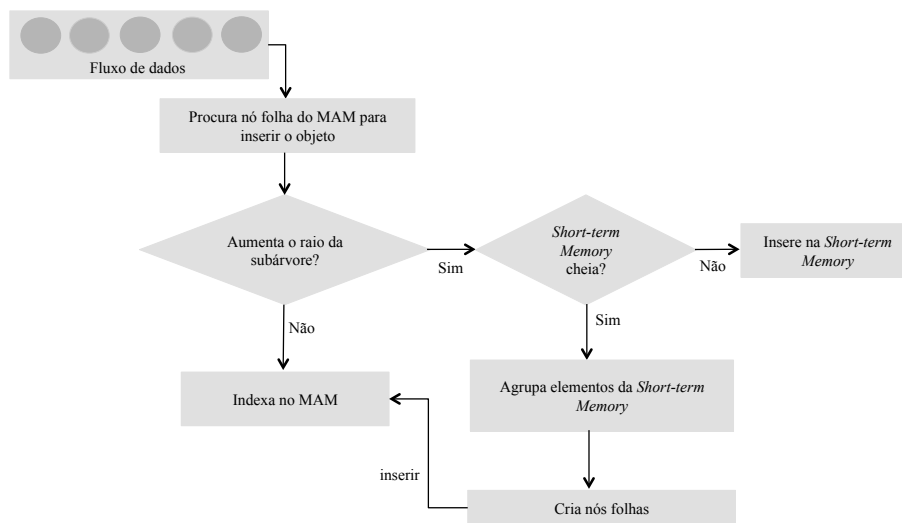 Fluxo de dados
Procura nó folha do MAM para
inserir o objeto
Aumenta o raio da
subárvore?
Sim
Short-term
Memory
cheia?
Não
Insere na Short-term
Memory
Não
Sim
Indexa no MAM
Agrupa elementos da Short-term
Memory
inserir
Cria nós folhas